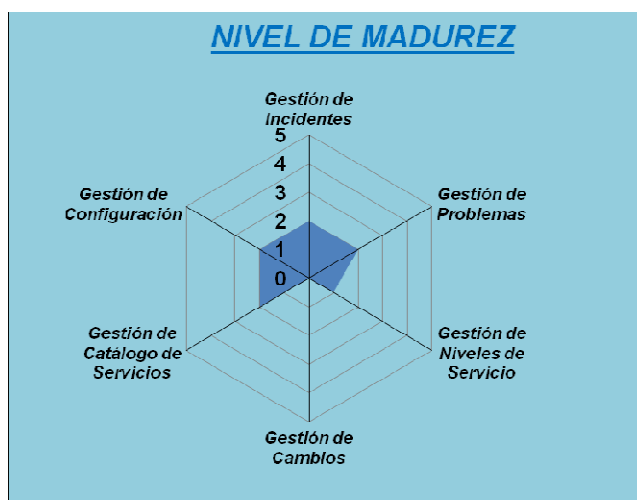 NIVEL DE MADUREZ
Gestión de
Incidentes
5
4
3
2
1
0
Gestión de
Problemas
Gestión de
Niveles de
Servicio
Gestión de
Cambios
Gestión de
Catálogo de
Servicios
Gestión de
Configuración